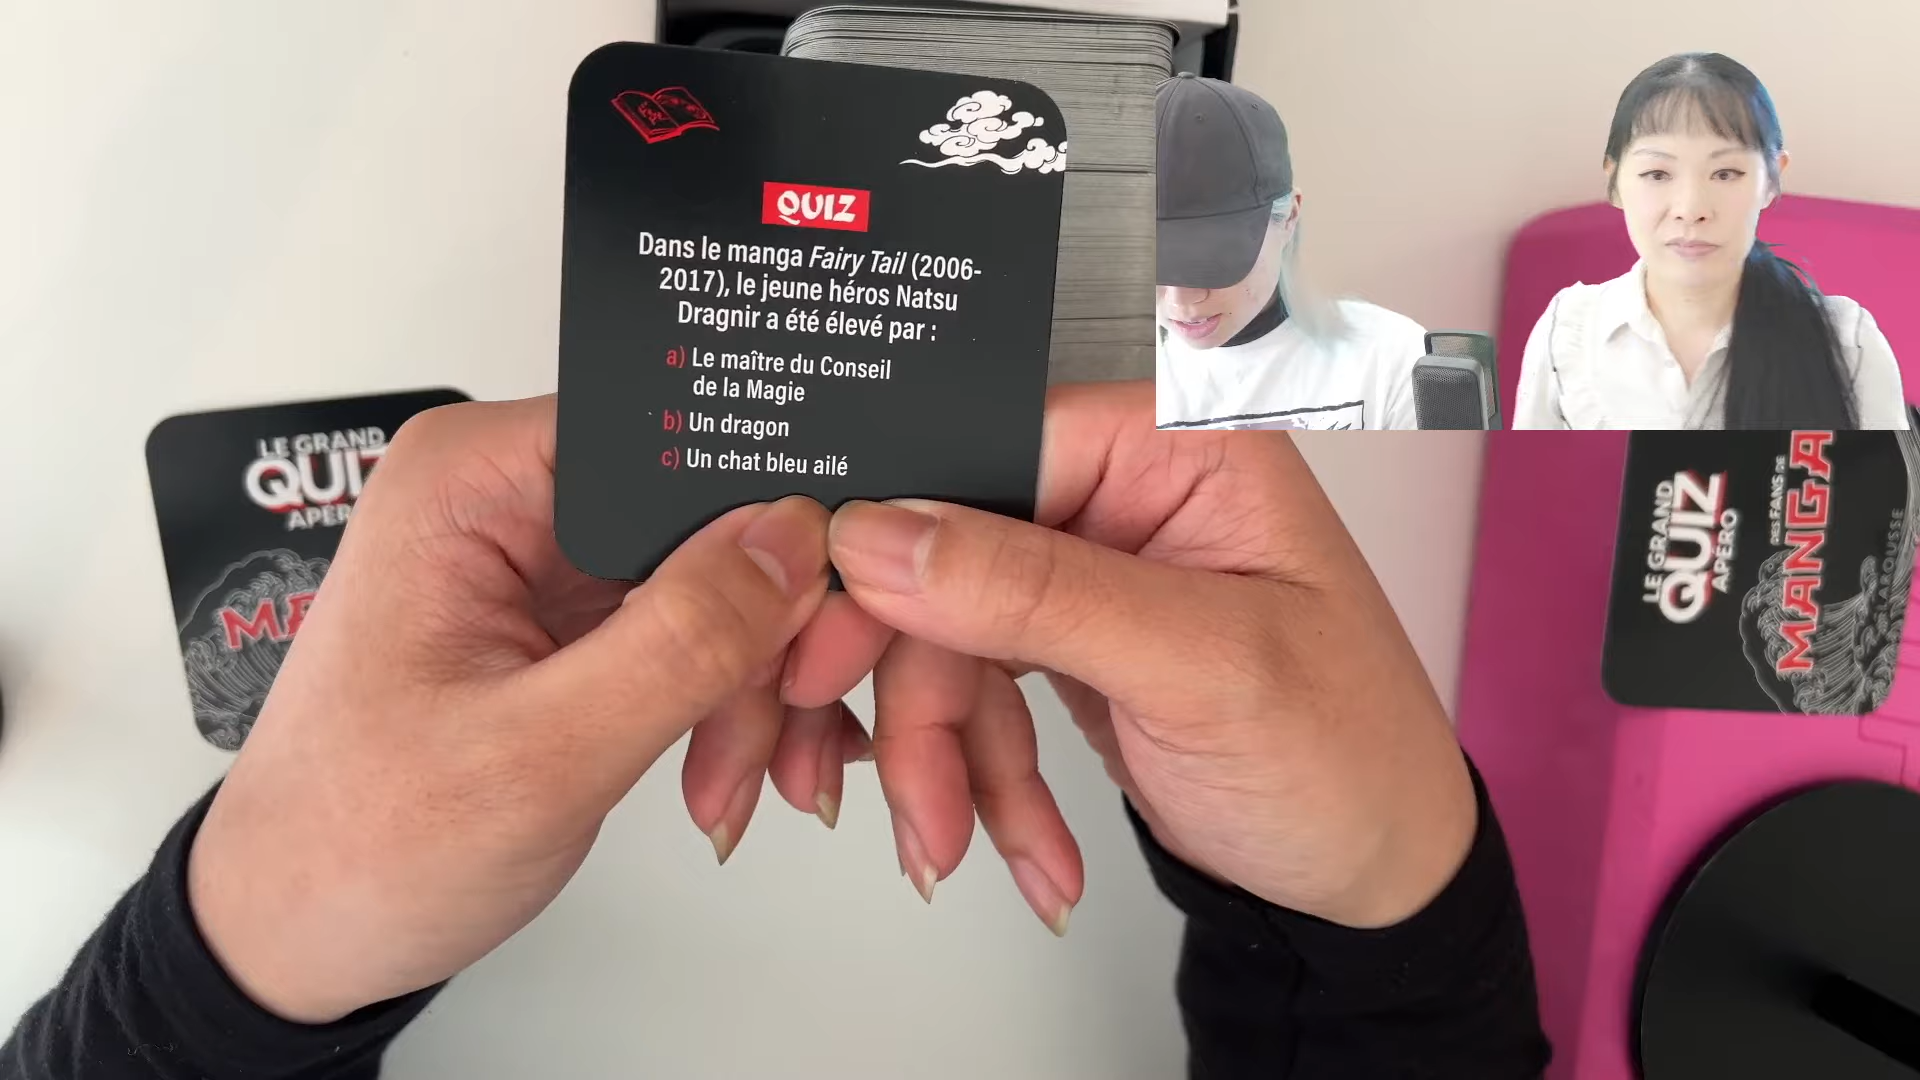 QUIZ
Dans le manga Fairy Tail (2006-
2017), le jeune héros Natsu
Dragnir a été élevé par :
a) Le maître du Conseil
de la Magie
b) Un dragon
c) Un chat bleu ailé
LE GRAND
QUIZ
APÉRO
LE GRAND
QUIZ
APÉRO
DES FANS DE
MANGA
LAROUSSE